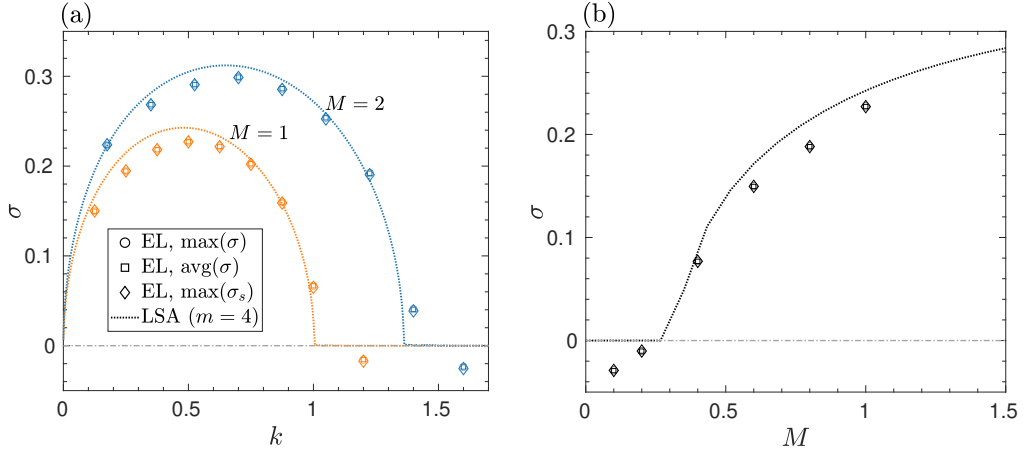 (a)
(b)
0.3
0.2
0.1
0
σ
M = 2
M = 1
EL, max(σ)
EL, avg(σ)
EL, max(σ_s)
LSA (m = 4)
0
0.5
1
1.5
k
0.3
0.2
0.1
0
σ
0
0.5
1
1.5
M